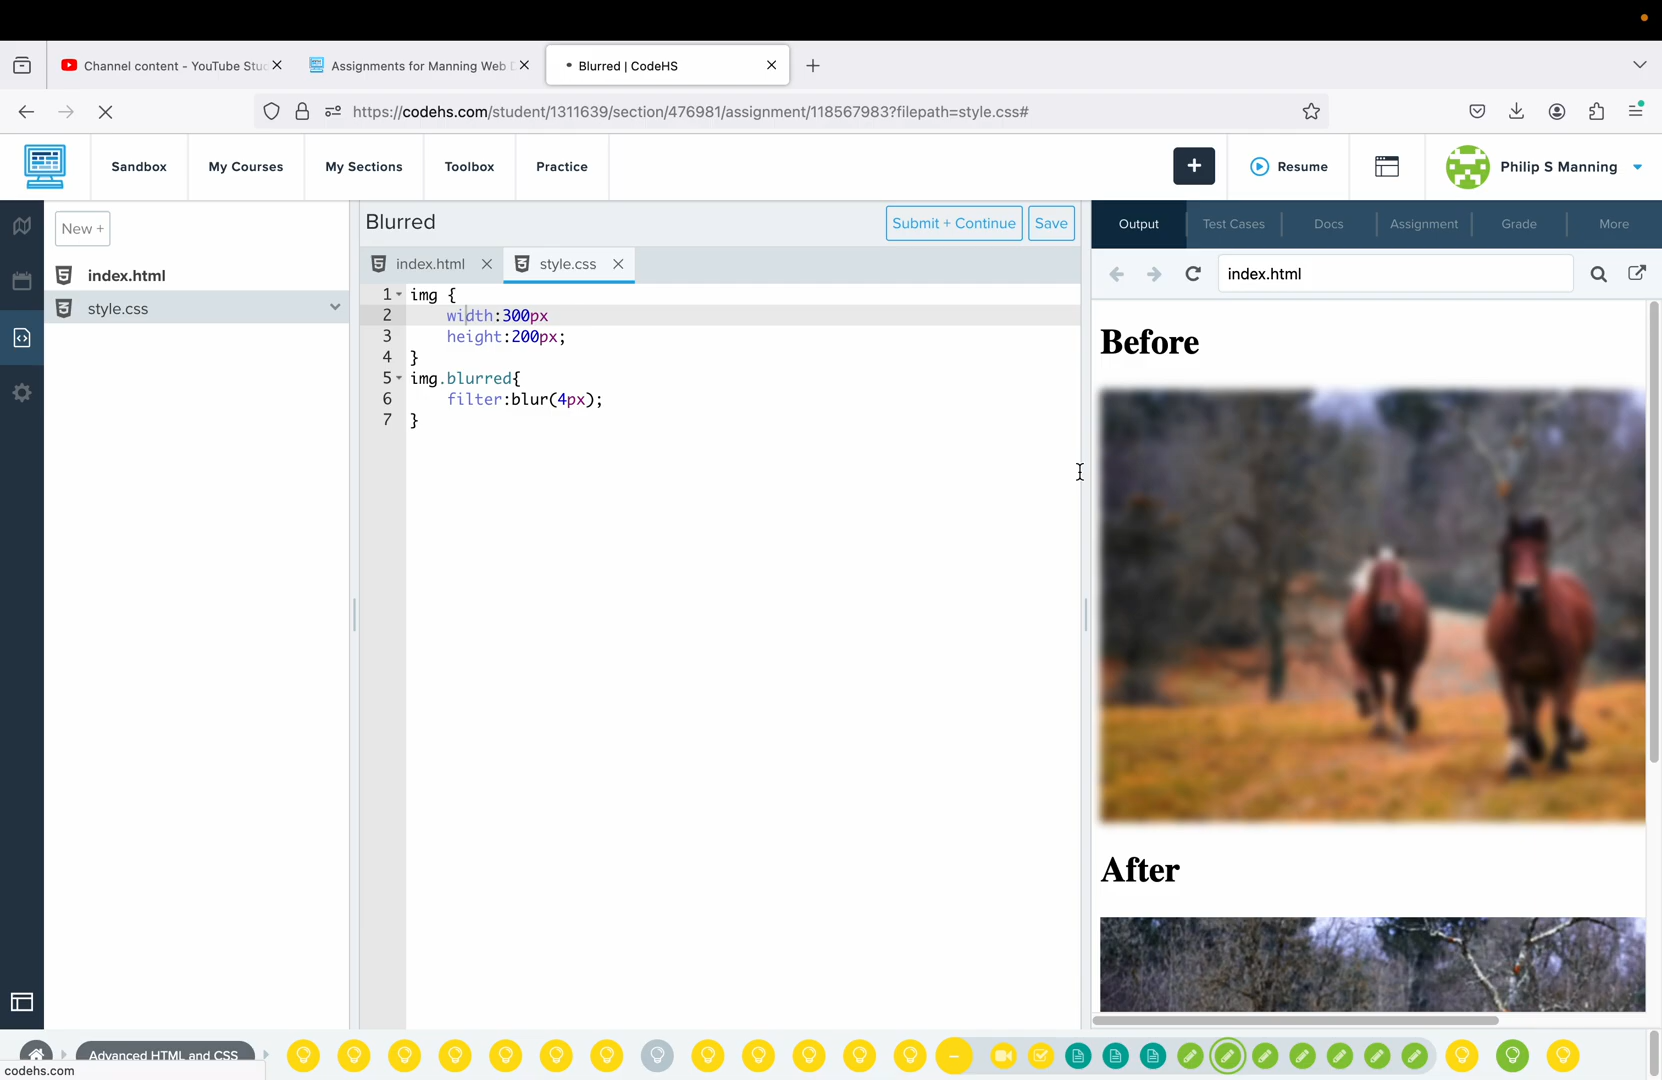 Channel content - YouTube Stu
Assignments for Manning Web
Blurred | CodeHS
https://codehs.com/student/1311639/section/476981/assignment/118567983?filepath=style.css#
Sandbox
My Courses
My Sections
Toolbox
Practice
+
Resume
Philip S Manning
New +
index.html
style.css
Blurred
Submit + Continue
Save
index.html
style.css
1 img {
2 width:300px
3 height:200px;
4 }
5 img.blurred{
6 filter:blur(4px);
7 }
Output
Test Cases
Docs
Assignment
Grade
More
index.html
Before
After
Advanced HTML and CSS
codehs.com